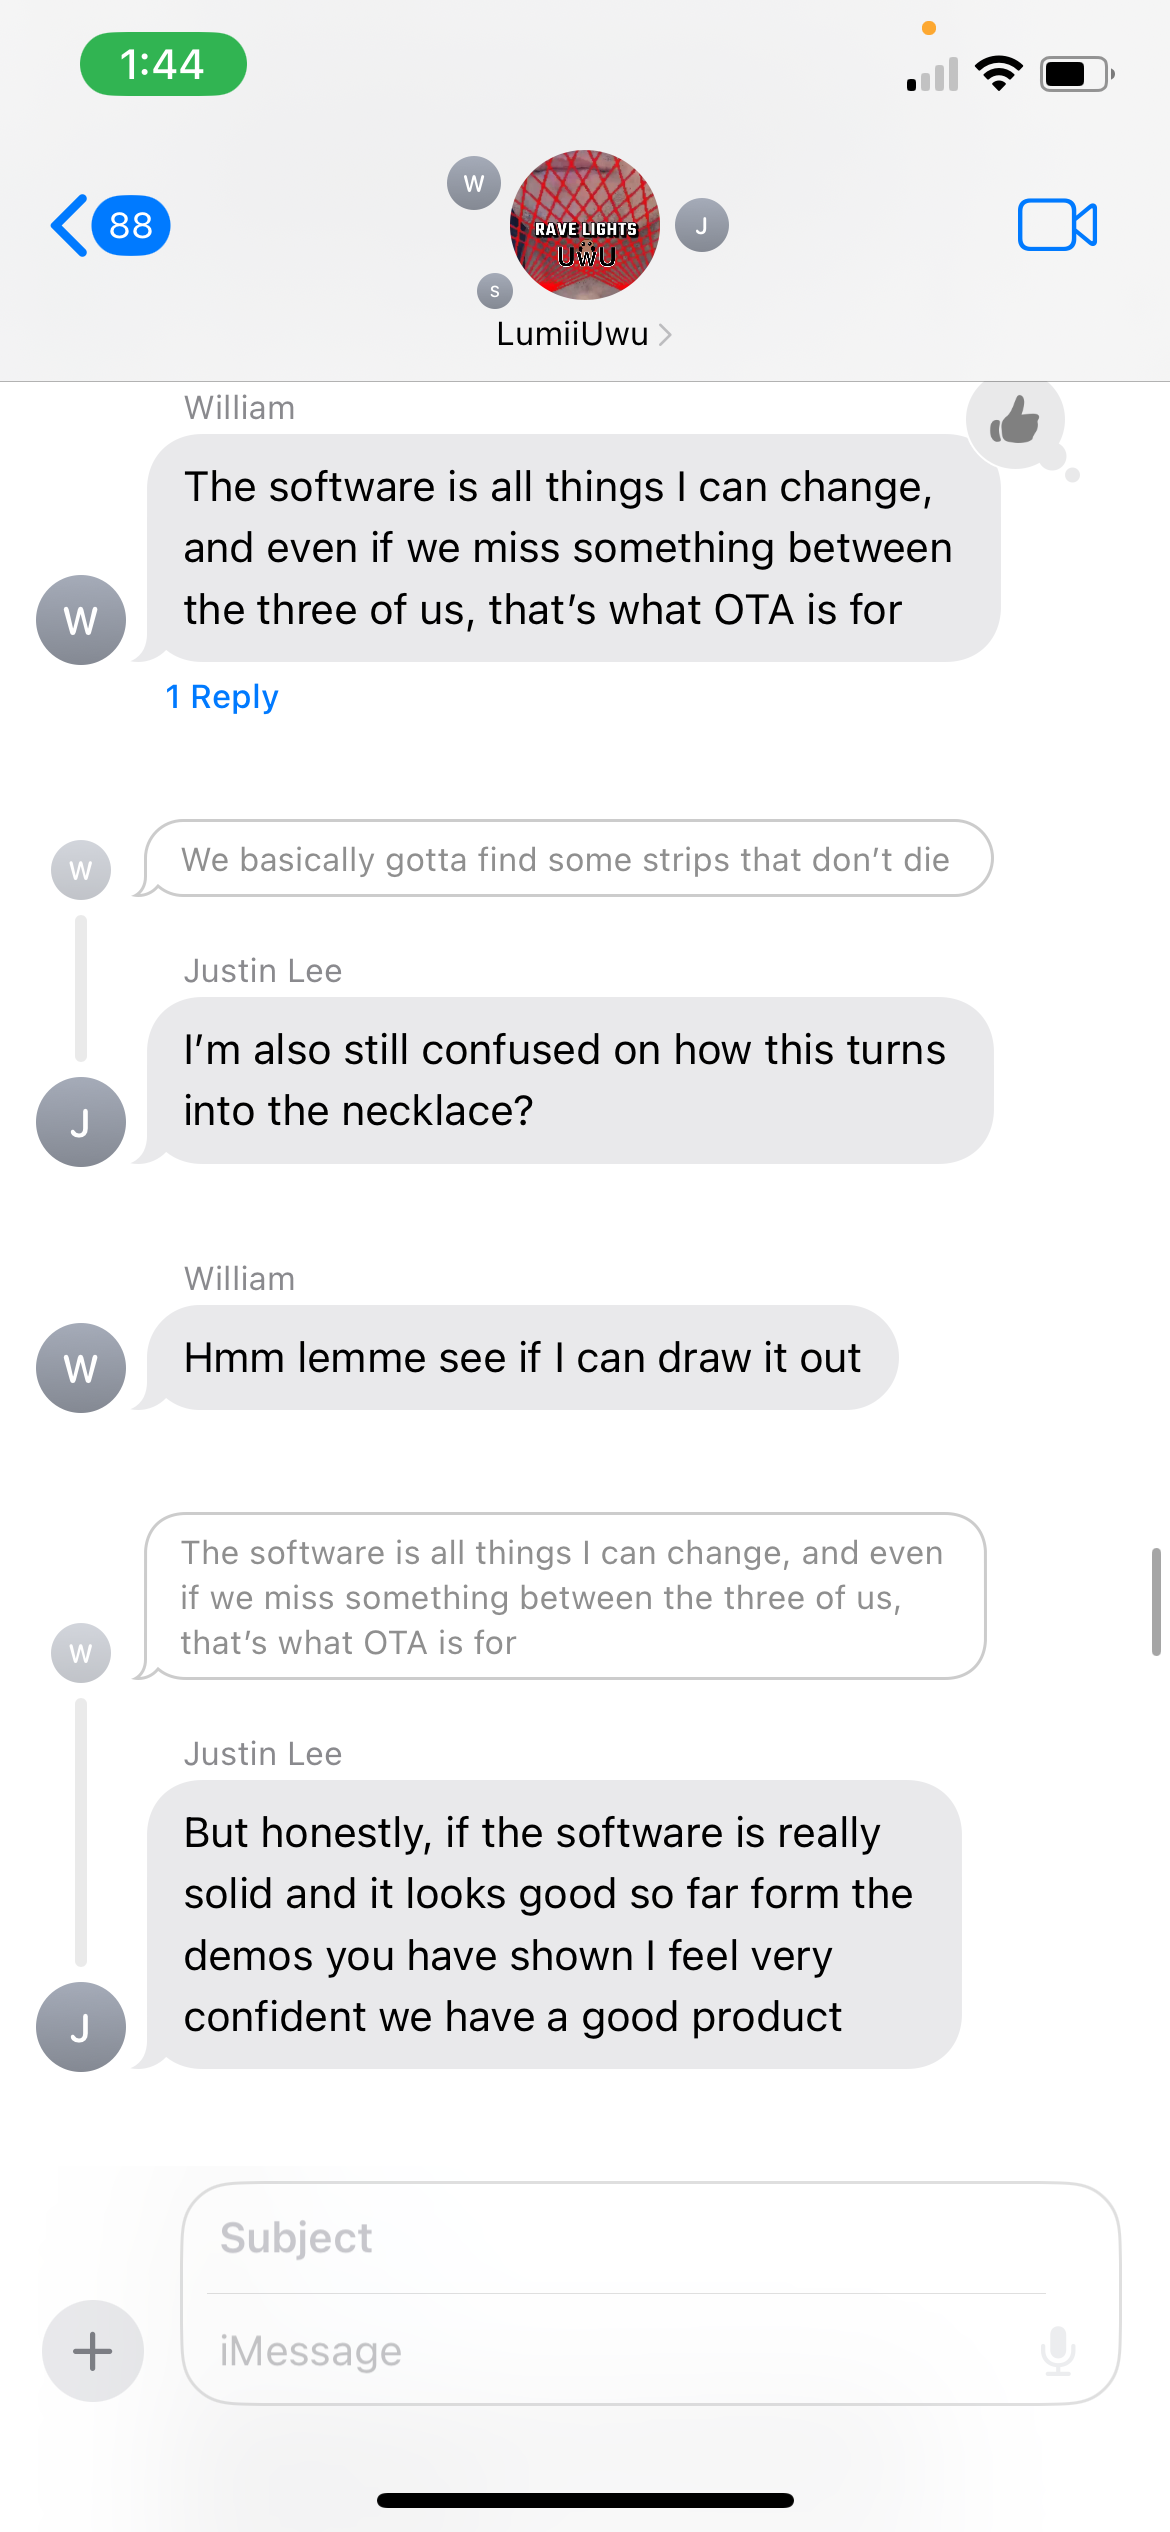 1:44
88
W
RAVE LIGHTS
UWU
J
S
LumiiUwu
William
The software is all things I can change,
and even if we miss something between
the three of us, that’s what OTA is for
W
1 Reply
W
We basically gotta find some strips that don’t die
Justin Lee
I’m also still confused on how this turns
into the necklace?
J
William
Hmm lemme see if I can draw it out
W
The software is all things I can change, and even
if we miss something between the three of us,
that’s what OTA is for
W
Justin Lee
But honestly, if the software is really
solid and it looks good so far form the
demos you have shown I feel very
confident we have a good product
J
Subject
iMessage